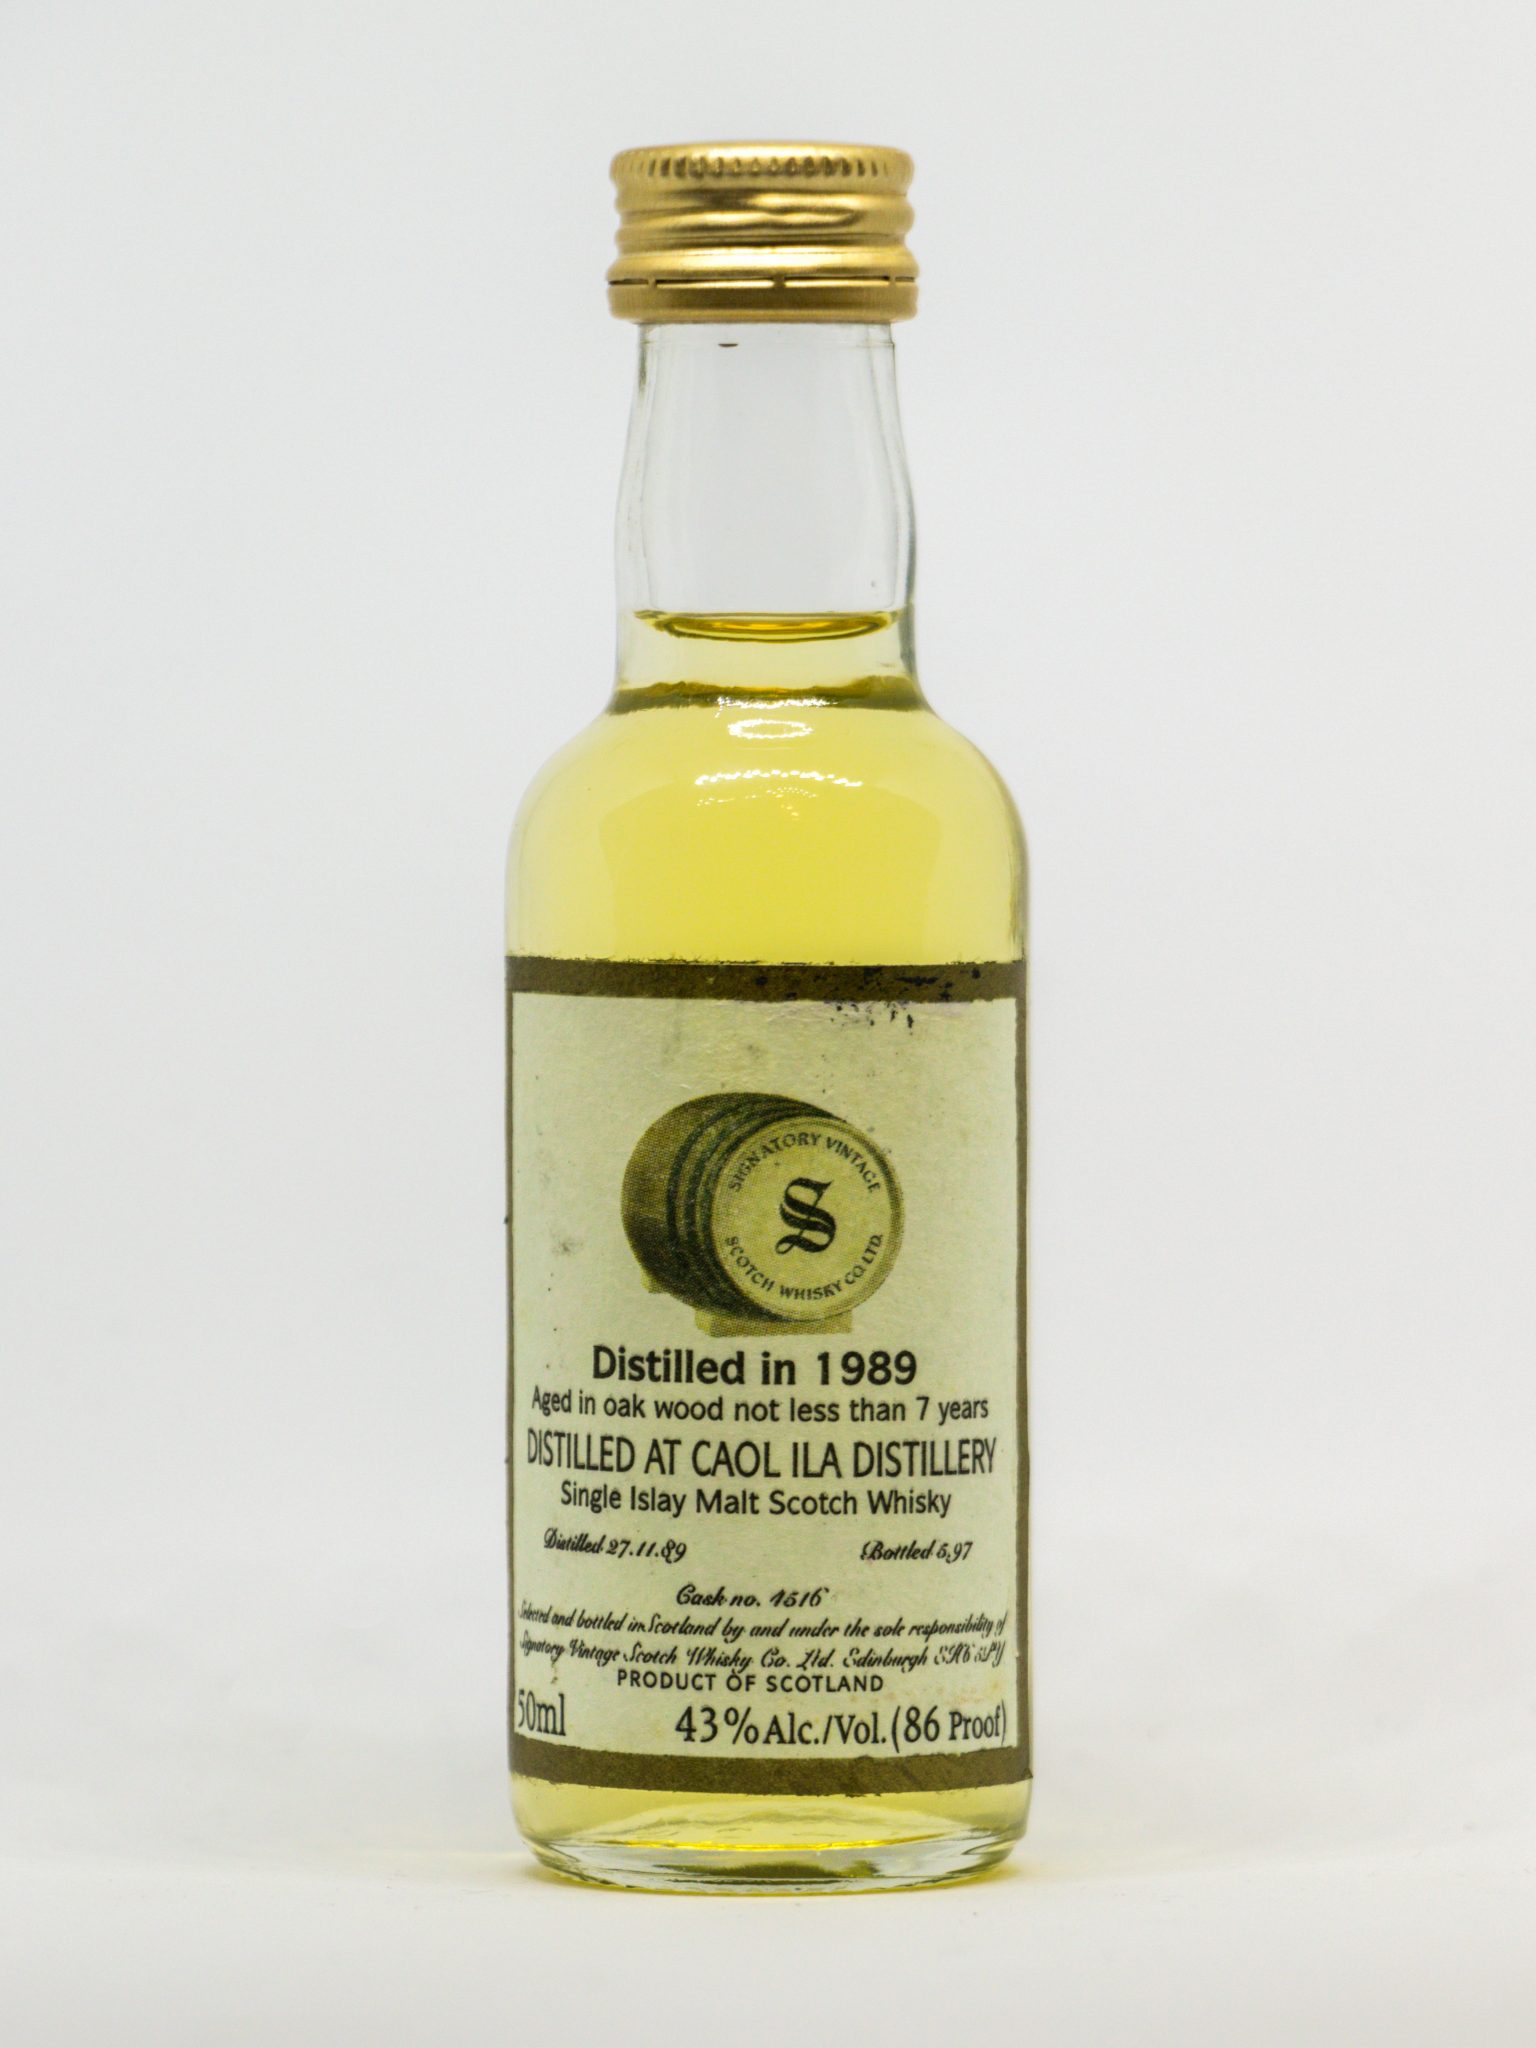 SIGNATORY VINTAGE
S
SCOTCH WHISKY CO. LTD.
Distilled in 1989
Aged in oak wood not less than 7 years
DISTILLED AT CAOL ILA DISTILLERY
Single Islay Malt Scotch Whisky
Distilled 27.11.89 Bottled 5.97
Cask no. 4516
Selected and bottled in Scotland by and under the sole responsibility of
Signatory Vintage Scotch Whisky Co. Ltd. Edinburgh EH6 5PY
PRODUCT OF SCOTLAND
50ml 43% Alc./Vol. (86 Proof)